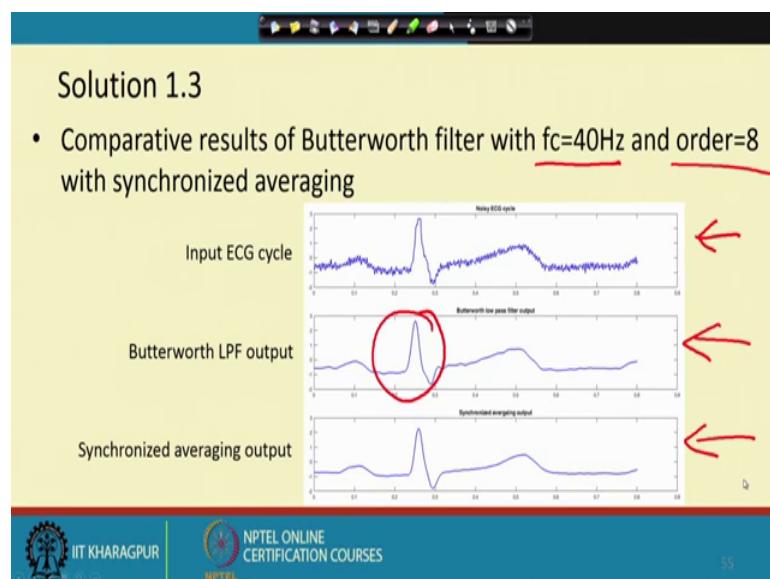 Solution 1.3
• Comparative results of Butterworth filter with fc=40Hz and order=8
with synchronized averaging
Noisy ECG cycle
Input ECG cycle
Butterworth low pass filter output
Butterworth LPF output
Synchronized avergaing output
Synchronized averaging output
IIT KHARAGPUR
NPTEL ONLINE
CERTIFICATION COURSES
NPTEL
55